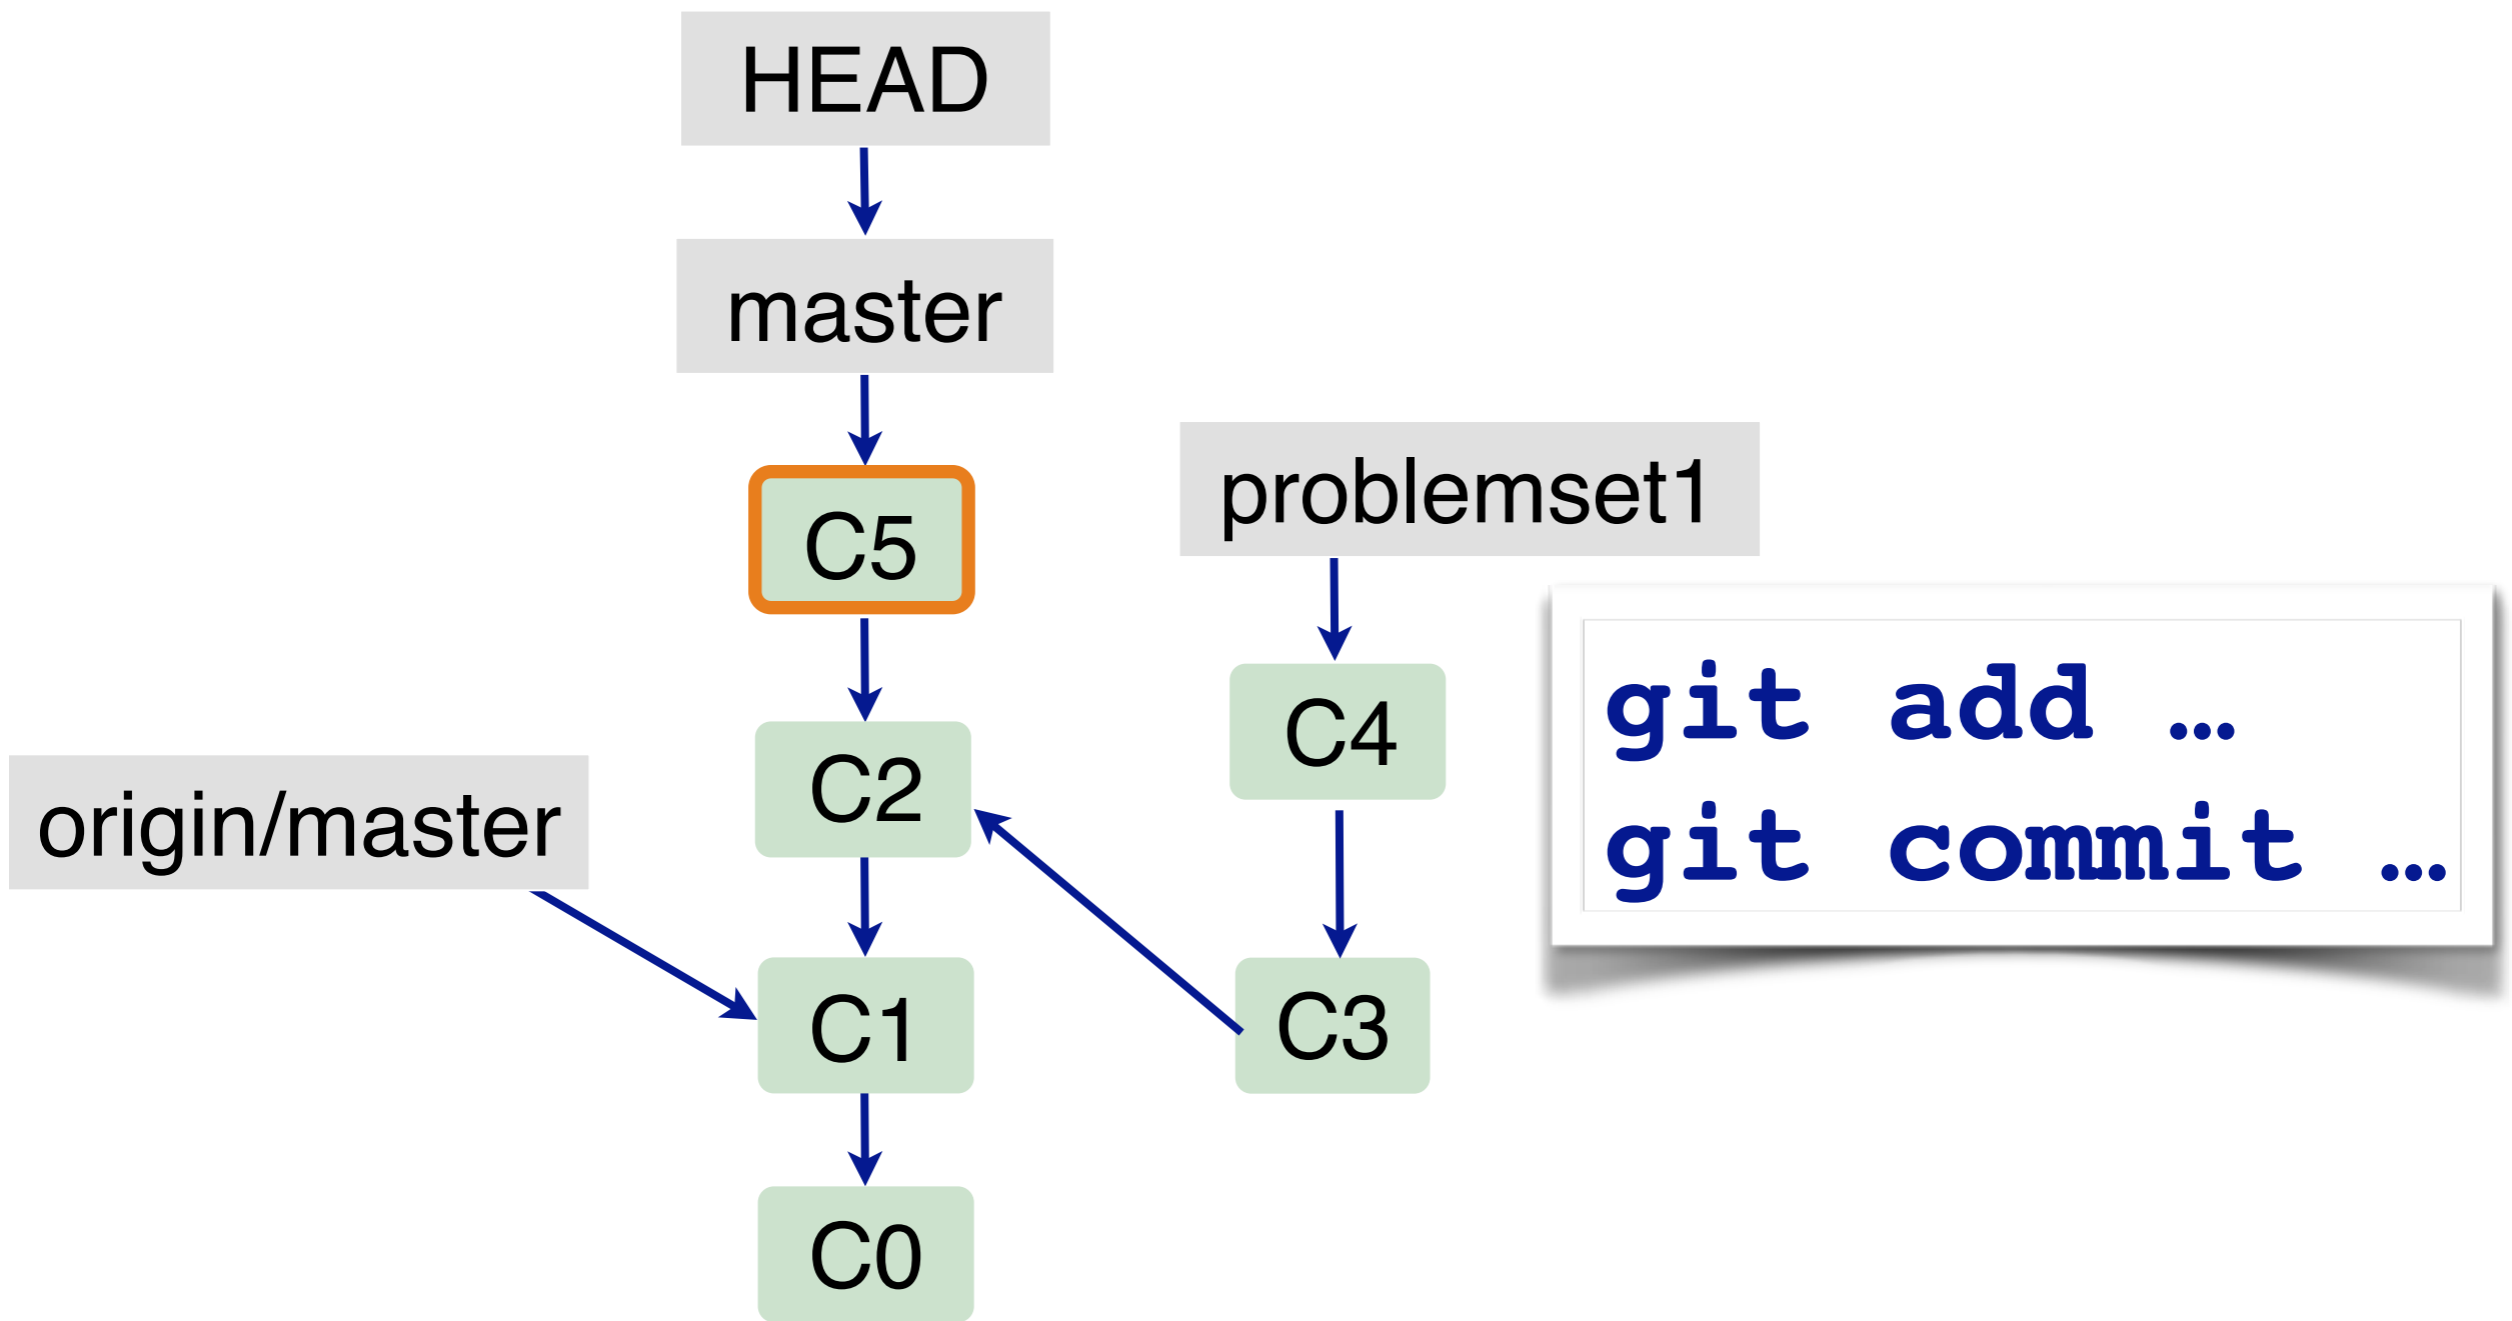 HEAD
master
C5
problemset1
C2
C4
git add …
git commit …
origin/master
C1
C3
C0